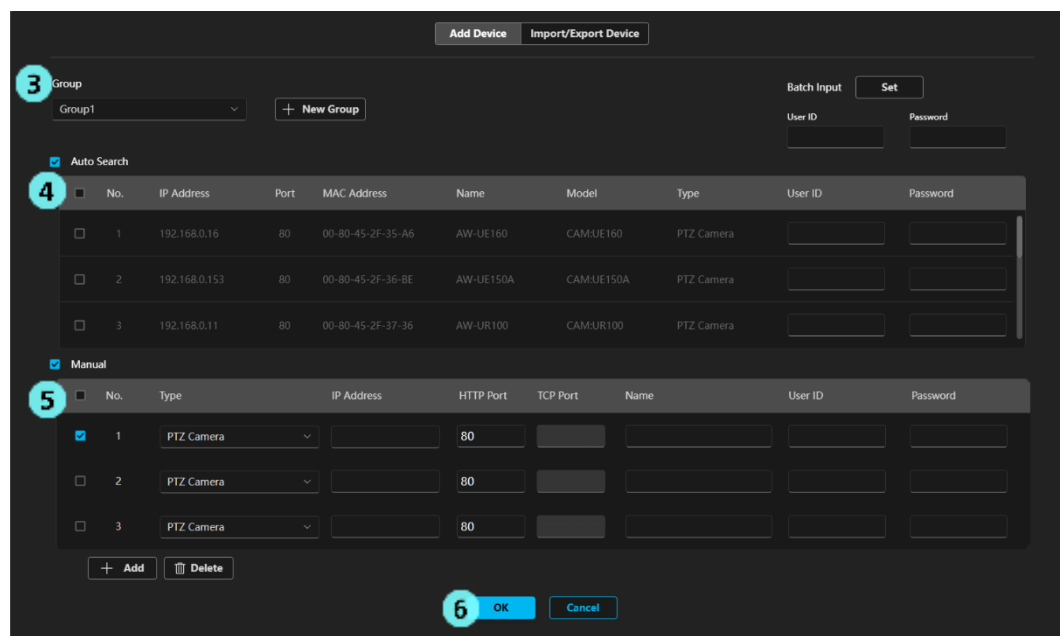 Add Device Import/Export Device
3 Group
Group1 + New Group
Batch Input Set
User ID Password
Auto Search
4 No. IP Address Port MAC Address Name Model Type User ID Password
1 192.168.0.16 80 00-80-45-2F-35-A6 AW-UE160 CAM:UE160 PTZ Camera
2 192.168.0.153 80 00-80-45-2F-36-BE AW-UE150A CAM:UE150A PTZ Camera
3 192.168.0.11 80 00-80-45-2F-37-36 AW-UR100 CAM:UR100 PTZ Camera
Manual
5 No. Type IP Address HTTP Port TCP Port Name User ID Password
1 PTZ Camera 80
2 PTZ Camera 80
3 PTZ Camera 80
+ Add Delete
6 OK Cancel